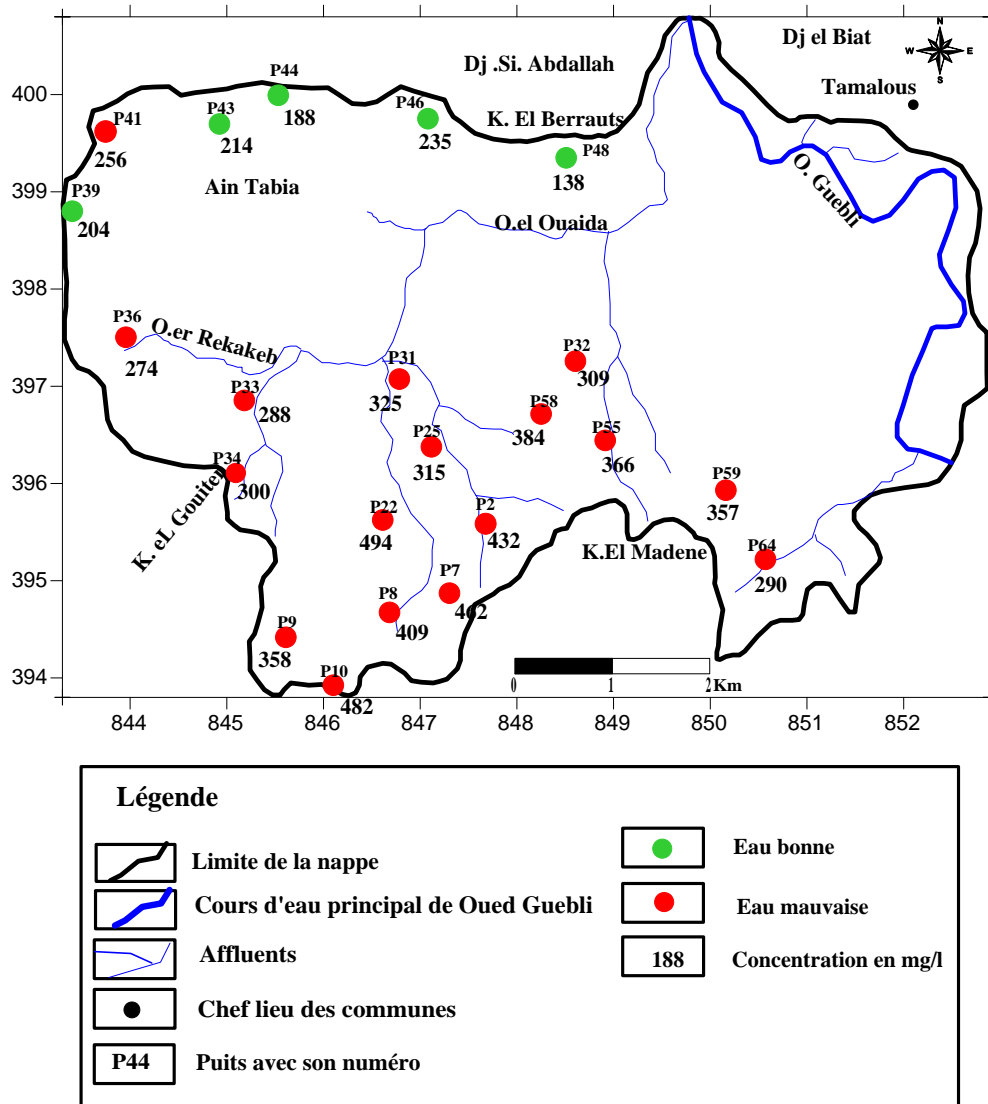 Dj el Biat
N
W
E
S
Dj .Si. Abdallah
Tamalous
400
P44
188
P43
214
P46
235
K. El Berrauts
P41
256
P48
138
O. Guebli
399
P39
204
Ain Tabia
O.el Ouaida
398
P36
274
O.er Rekakeb
P32
309
397
P31
325
P33
288
P58
384
P25
315
P55
366
396
P34
300
K. eL Gouiter
P59
357
P22
494
P2
432
K.El Madene
P64
290
395
P7
462
P8
409
P9
358
394
P10
482
0
1
2Km
844
845
846
847
848
849
850
851
852
Légende
Limite de la nappe
Cours d'eau principal de Oued Guebli
Affluents
Chef lieu des communes
P44
Puits avec son numéro
Eau bonne
Eau mauvaise
188
Concentration en mg/l